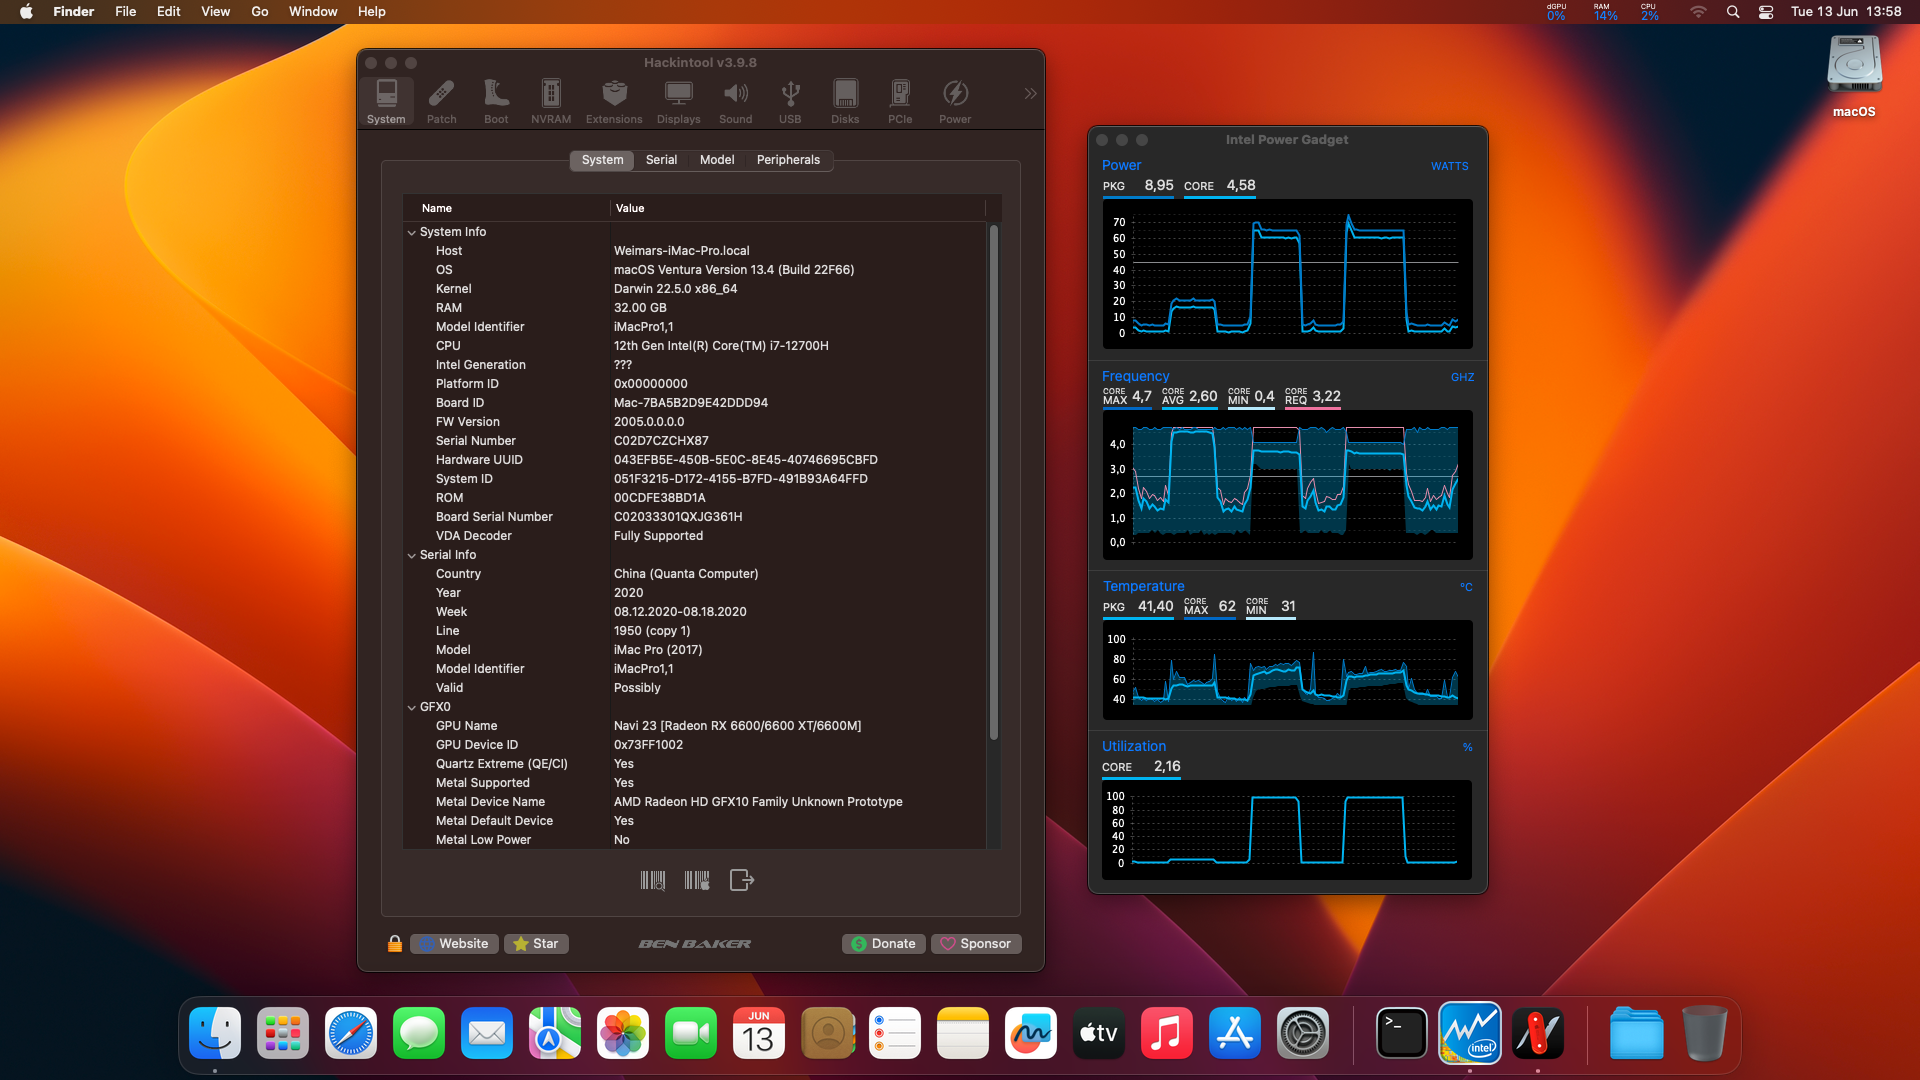 Finder File Edit View Go Window Help
dGPU 0% RAM 14% CPU 2% Tue 13 Jun 13:58
macOS
Hackintool v3.9.8
System Patch Boot NVRAM Extensions Displays Sound USB Disks PCIe Power
System Serial Model Peripherals
Name Value
System Info
Host Weimars-iMac-Pro.local
OS macOS Ventura Version 13.4 (Build 22F66)
Kernel Darwin 22.5.0 x86_64
RAM 32.00 GB
Model Identifier iMacPro1,1
CPU 12th Gen Intel(R) Core(TM) i7-12700H
Intel Generation ???
Platform ID 0x00000000
Board ID Mac-7BA5B2D9E42DDD94
FW Version 2005.0.0.0.0
Serial Number C02D7CZCHX87
Hardware UUID 043EFB5E-450B-5E0C-8E45-40746695CBFD
System ID 051F3215-D172-4155-B7FD-491B93A64FFD
ROM 00CDFE38BD1A
Board Serial Number C02033301QXJG361H
VDA Decoder Fully Supported
Serial Info
Country China (Quanta Computer)
Year 2020
Week 08.12.2020-08.18.2020
Line 1950 (copy 1)
Model iMac Pro (2017)
Model Identifier iMacPro1,1
Valid Possibly
GFX0
GPU Name Navi 23 [Radeon RX 6600/6600 XT/6600M]
GPU Device ID 0x73FF1002
Quartz Extreme (QE/CI) Yes
Metal Supported Yes
Metal Device Name AMD Radeon HD GFX10 Family Unknown Prototype
Metal Default Device Yes
Metal Low Power No
Website Star BEN BAKER Donate Sponsor
Intel Power Gadget
Power WATTS
PKG 8,95 CORE 4,58
70
60
50
40
30
20
10
0
Frequency GHZ
CORE MAX 4,7 CORE AVG 2,60 CORE MIN 0,4 CORE REQ 3,22
4,0
3,0
2,0
1,0
0,0
Temperature °C
PKG 41,40 CORE MAX 62 CORE MIN 31
100
80
60
40
Utilization %
CORE 2,16
100
80
60
40
20
0
JUN
13
tv
>_
intel